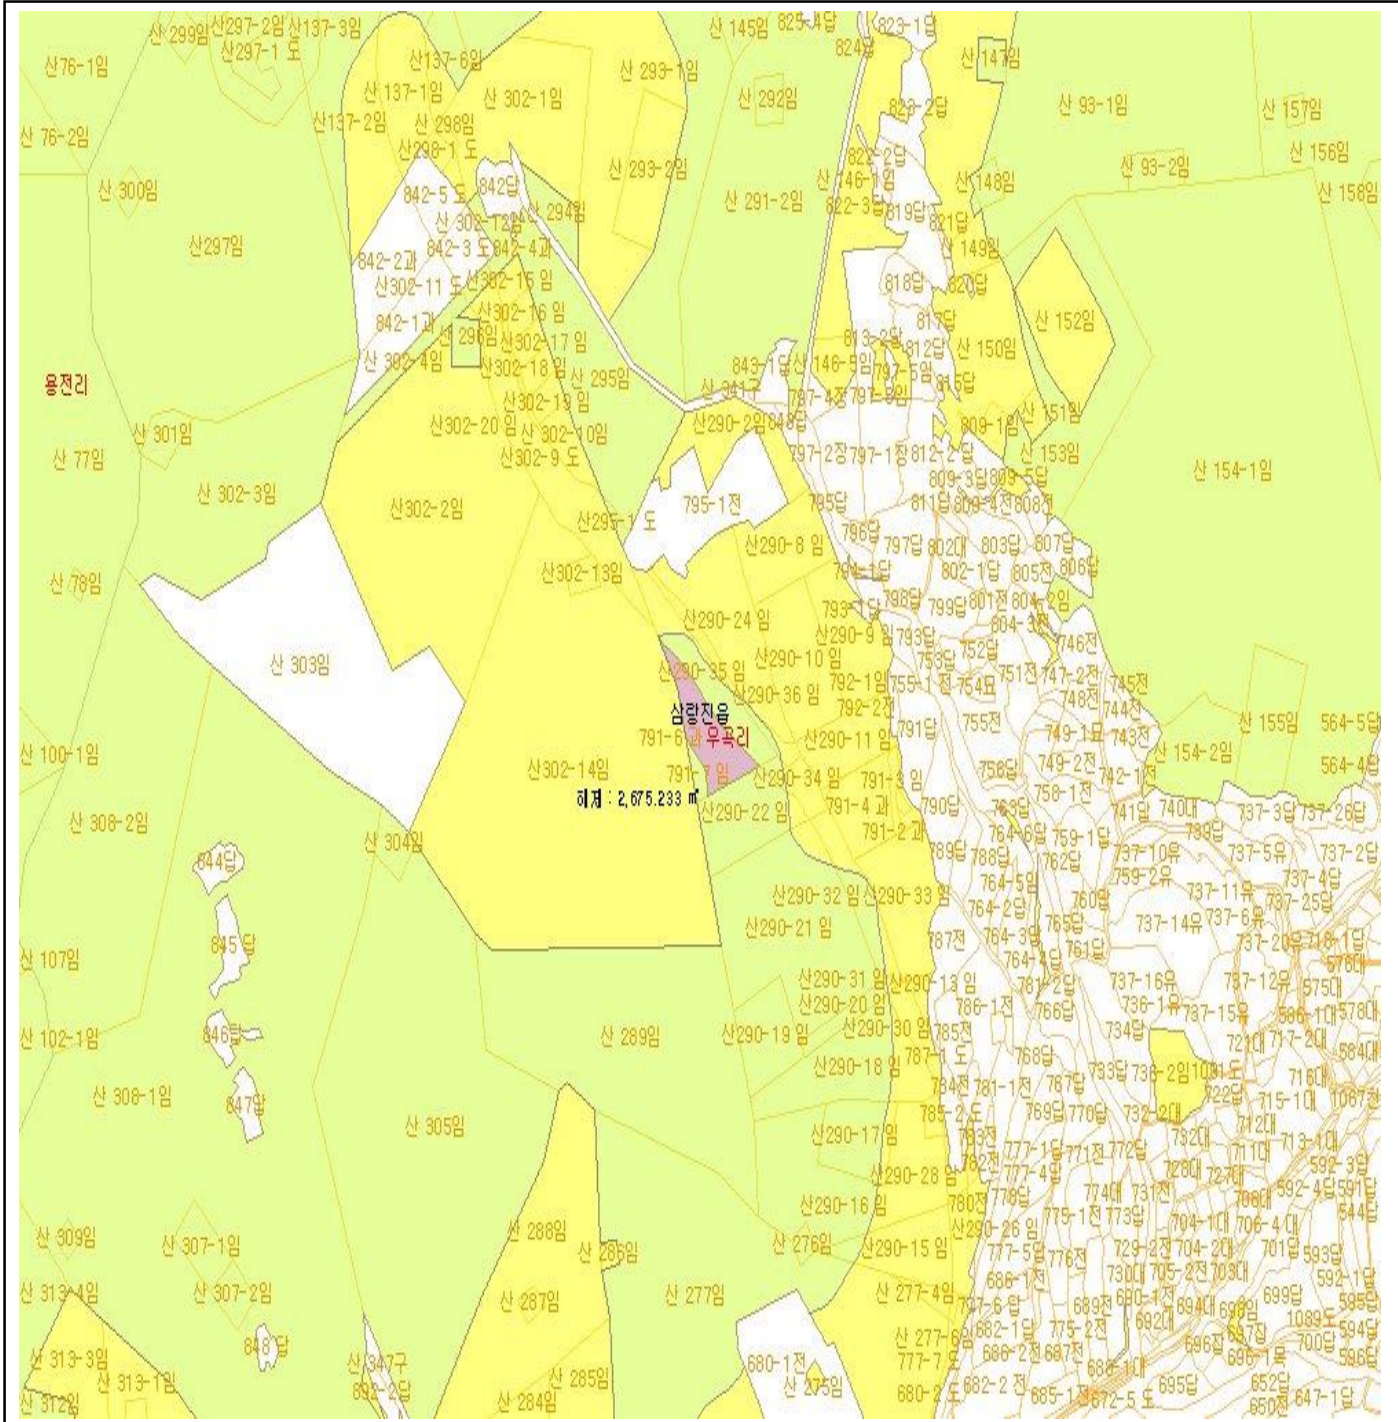 산299임
산297-2임
산137-3임
산297-1 도
산76-1임
산137-6임
산 293-1임
산 145임
825-4답
823-1답
산 147임
산 137-1임
산 302-1임
산 292임
산 93-1임
산 157임
산137-2임
산 298임
823-2답
산 76-2임
산298-1 도
산 293-2임
822-2답
산 93-2임
산 156임
산 300임
842-5 도
842답
산 146-1임
산 148임
산 158임
산 291-2임
822-3답
819답
산 294임
산 302-12임
821답
산297임
842-3 도
842-4과
산 149임
842-2과
산302-11 도
산302-15 임
818답
820답
산302-16 임
842-1과
817답
산 152임
산 296임
산302-17 임
813-2답
812답
산 150임
산 302-4임
산302-18 임
산 295임
843-1답
산 146-5임
797-5임
815답
용전리
산 341구
산302-19 임
산 151임
산 301임
산302-20 임
산 302-10임
산290-2임
809-1임
산 77임
산302-9 도
797-2장
797-1장
812-2답
산 153임
산 154-1임
산 302-3임
809-3답
809-5답
산302-2임
795-1전
795답
811답
809-4전
808전
산295-1 도
796답
산290-8 임
797답
802대
803답
807답
산 78임
산302-13임
794-1답
802-1답
805전
806답
793-1답
798답
799답
801전
804-2임
산290-24 임
804-3전
산290-9 임
793답
752답
746전
산 303임
산290-10 임
753답
산290-35 임
792-1임
755-1 전
754묘
751전
747-2전
745전
산290-36 임
792-2전
748전
744전
삼랑진읍
791답
755전
산 155임
564-5답
791-6 과
우곡리
산290-11 임
749-1묘
743전
산 100-1임
산 154-2임
산302-14임
791-7 임
산290-34 임
791-3 임
756답
749-2전
742-1전
564-4답
해제 : 2,675.233 ㎡
758-1전
산 308-2임
산290-22 임
791-4 과
790답
763답
741답
740대
737-3답
737-26답
791-2 과
764-6답
759-1답
739답
산 304임
789답
788답
762답
737-10유
737-5유
737-2답
844답
764-5임
759-2유
737-4답
산290-32 임
산290-33 임
764-2답
760답
737-11유
737-25답
산290-21 임
765답
737-14유
737-6유
845 답
787전
764-3답
761답
737-20유
718-1답
산 107임
764-4답
576대
산290-31 임
산290-13 임
781-2답
737-16유
737-12유
575대
산290-20 임
786-1전
766답
736-1유
737-15유
586-1대
578대
산 102-1임
846답
산 289임
산290-19 임
산290-30 임
785전
734답
721대
717-2대
787-1 도
768답
584대
산290-18 임
733답
736-2임
1091도
716대
산 308-1임
784전
781-1전
767답
722답
715-1대
1067전
847답
785-2 도
769답
770답
732-2대
712대
산 305임
산290-17임
783전
777-1답
771전
772답
732대
711대
713-1대
782전
777-4답
728대
727대
592-3답
산290-28 임
778답
774대
731전
708대
592-4답
591답
산290-16 임
780전
775-1전
773답
544답
산 309임
산 288임
산290-26 임
704-1대
706-4대
산 307-1임
산 286임
산 276임
산290-15 임
777-5답
776전
729-2전
704-2대
701답
593답
686-1전
730대
705-2전
703대
592-1답
산 313-4임
산 307-2임
산 287임
산 277임
산 277-4임
777-6 답
689전
690-1전
694대
698임
699답
595답
682-1답
775-2전
692대
697장
1089도
594답
848 답
산 277-6임
696장
700답
산 313-3임
산 347구
680-1전
777-7 도
686-2전
687전
696-1목
596답
산 313-1임
892-2답
산 285임
산 275임
688-1대
695답
652답
산 312임
산 284임
680-2 도
682-2 전
685-1전
672-5 도
650전
647-1답